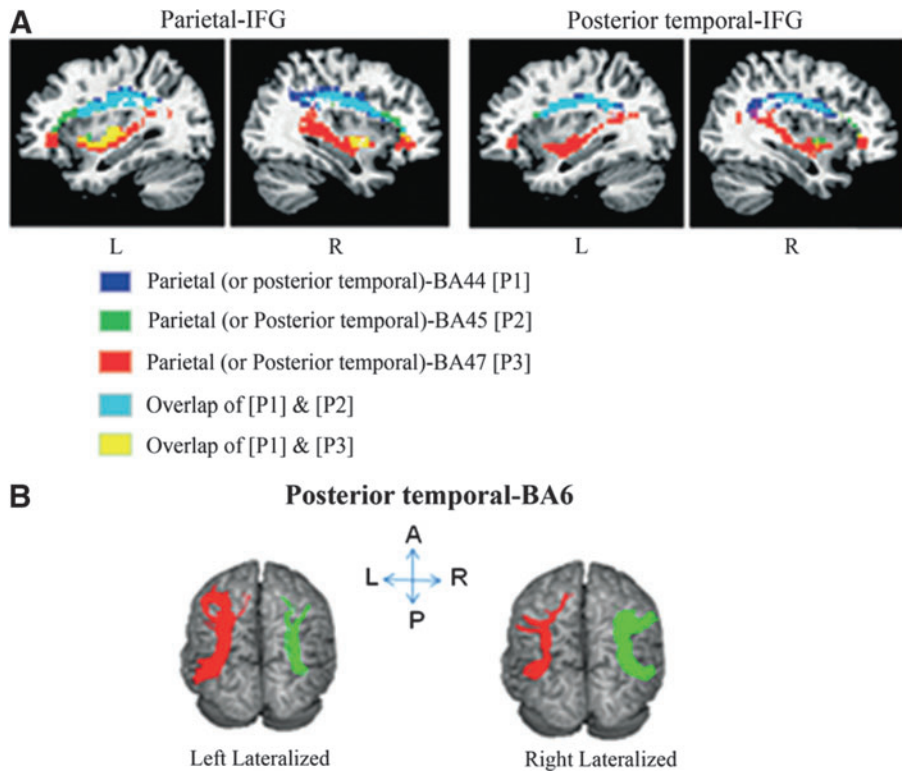 A
Parietal-IFG Posterior temporal-IFG
L R L R
Parietal (or posterior temporal)-BA44 [P1]
Parietal (or Posterior temporal)-BA45 [P2]
Parietal (or Posterior temporal)-BA47 [P3]
Overlap of [P1] & [P2]
Overlap of [P1] & [P3]
B
Posterior temporal-BA6
A
L R
P
Left Lateralized Right Lateralized